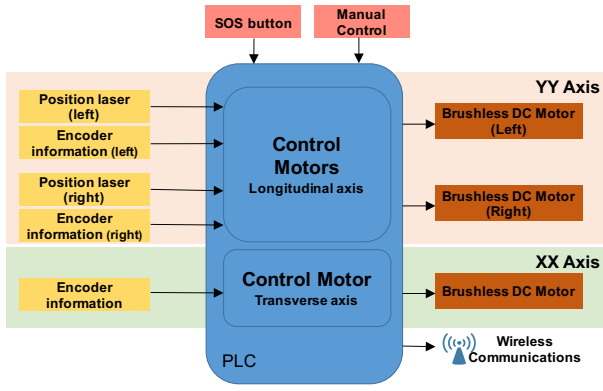 SOS button
Manual
Control
YY Axis
Position laser
(left)
Encoder
information (left)
Position laser
(right)
Encoder
information (right)
Control
Motors
Longitudinal axis
Brushless DC Motor
(Left)
Brushless DC Motor
(Right)
XX Axis
Encoder
information
Control Motor
Transverse axis
Brushless DC Motor
PLC
Wireless
Communications